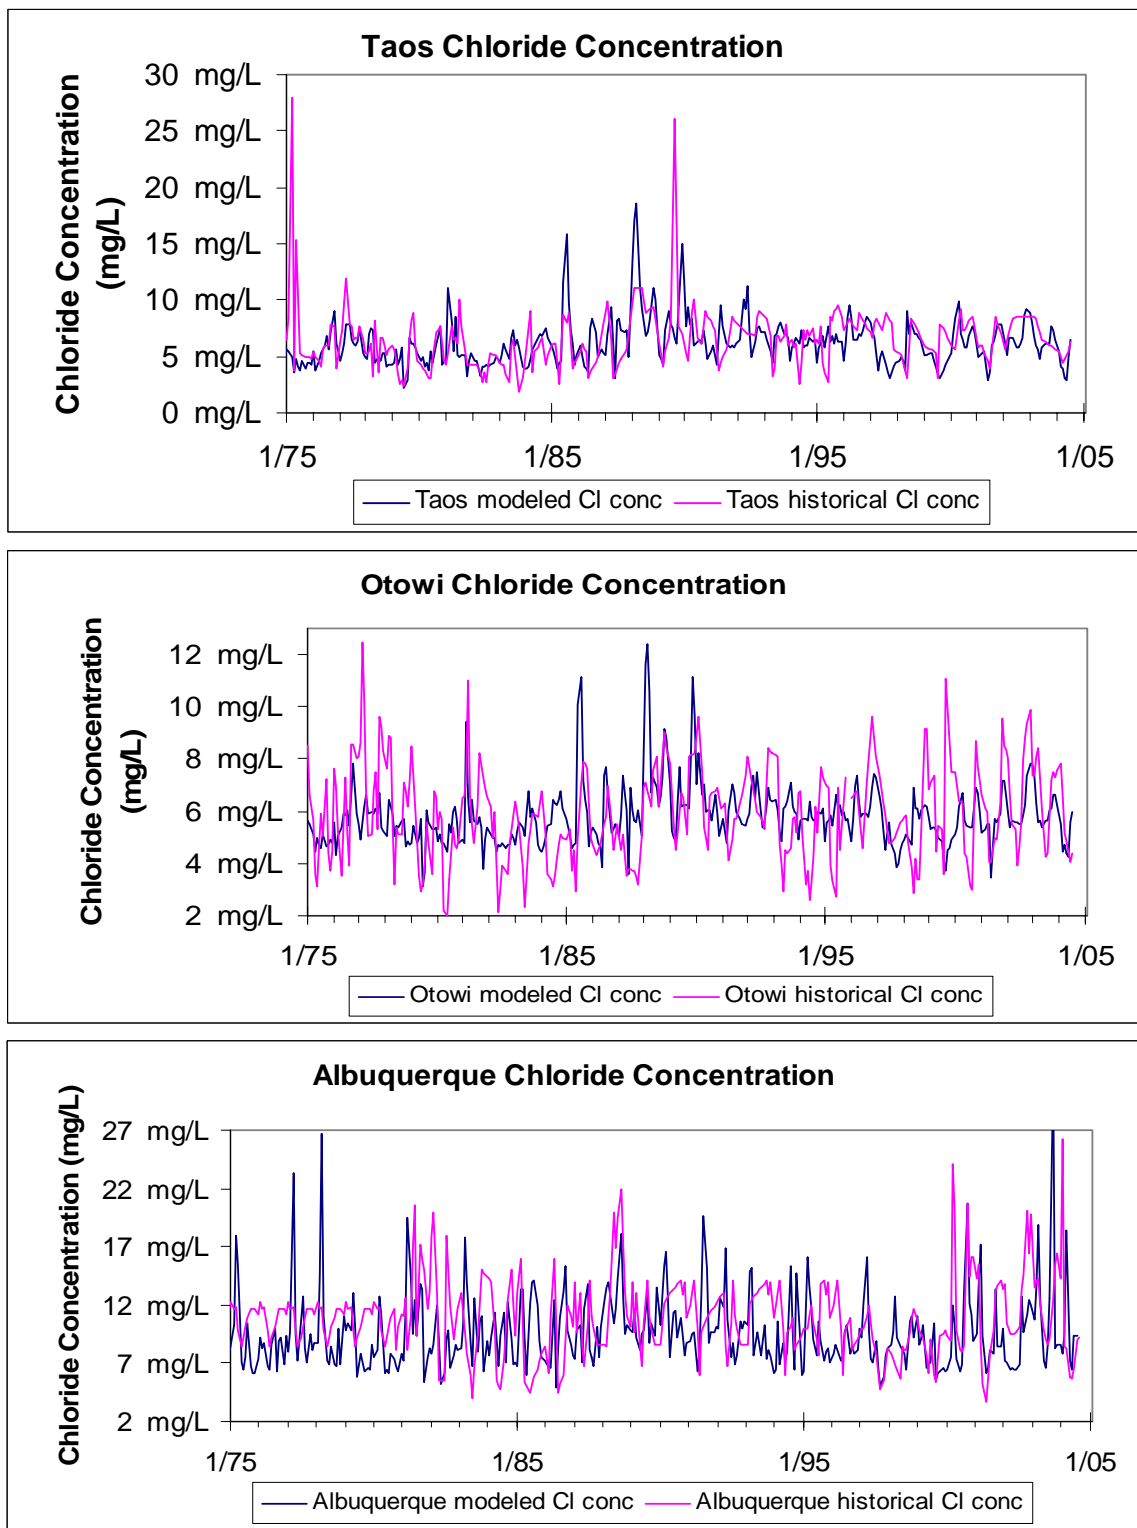 Taos Chloride Concentration
Chloride Concentration
(mg/L)
30 mg/L
25 mg/L
20 mg/L
15 mg/L
10 mg/L
5 mg/L
0 mg/L
1/75 1/85 1/95 1/05
Taos modeled Cl conc Taos historical Cl conc
Otowi Chloride Concentration
Chloride Concentration
(mg/L)
12 mg/L
10 mg/L
8 mg/L
6 mg/L
4 mg/L
2 mg/L
1/75 1/85 1/95 1/05
Otowi modeled Cl conc Otowi historical Cl conc
Albuquerque Chloride Concentration
Chloride Concentration (mg/L)
27 mg/L
22 mg/L
17 mg/L
12 mg/L
7 mg/L
2 mg/L
1/75 1/85 1/95 1/05
Albuquerque modeled Cl conc Albuquerque historical Cl conc